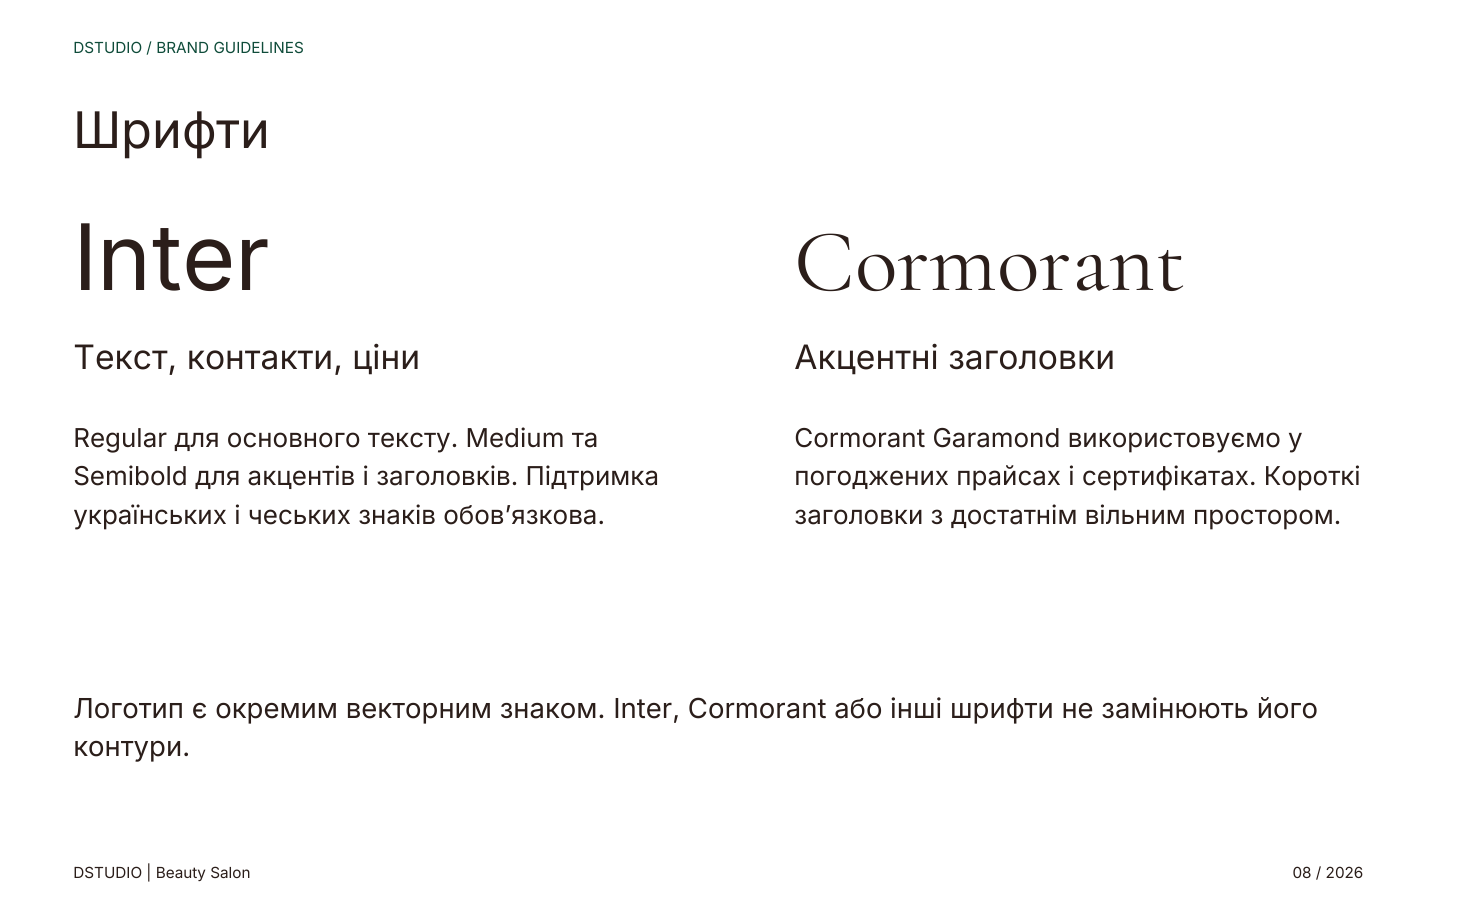 DSTUDIO / BRAND GUIDELINES
Шрифти
Inter
Текст, контакти, ціни
Regular для основного тексту. Medium та
Semibold для акцентів і заголовків. Підтримка
українських і чеських знаків обов’язкова.
Cormorant
Акцентні заголовки
Cormorant Garamond використовуємо у
погоджених прайсах і сертифікатах. Короткі
заголовки з достатнім вільним простором.
Логотип є окремим векторним знаком. Inter, Cormorant або інші шрифти не замінюють його
контури.
DSTUDIO | Beauty Salon
08 / 2026